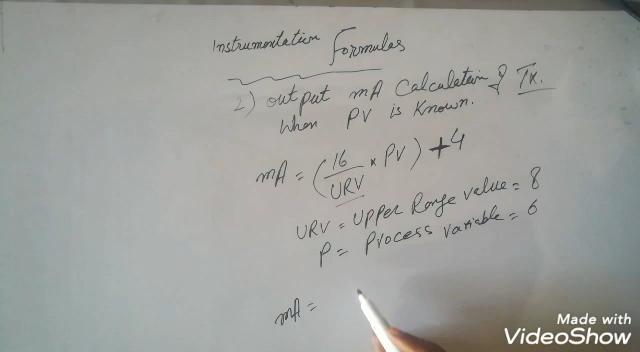 Instrumentation Formulas
2) output mA Calculation of Tx.
When PV is Known.
mA = (16/URV × PV) + 4
URV = Upper Range value = 8
P = Process variable = 6
mA =
Made with
VideoShow